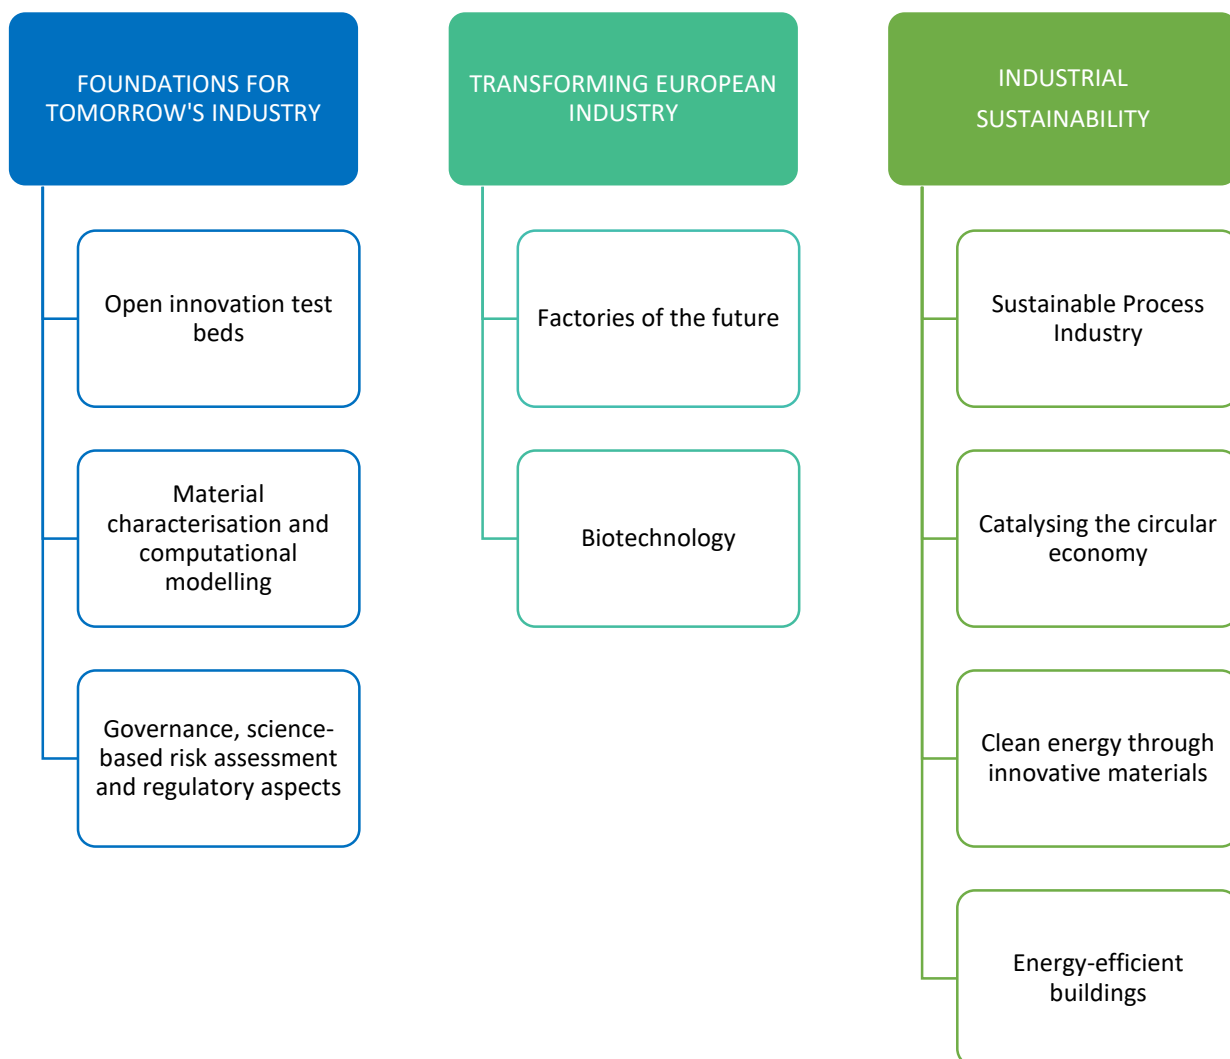 FOUNDATIONS FOR
TOMORROW'S INDUSTRY
Open innovation test
beds
Material
characterisation and
computational
modelling
Governance, science-
based risk assessment
and regulatory aspects
TRANSFORMING EUROPEAN
INDUSTRY
Factories of the future
Biotechnology
INDUSTRIAL
SUSTAINABILITY
Sustainable Process
Industry
Catalysing the circular
economy
Clean energy through
innovative materials
Energy-efficient
buildings